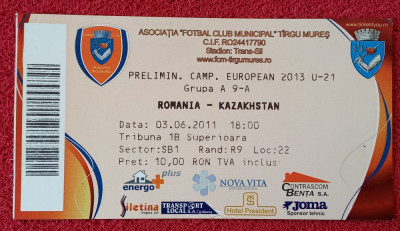 ASOCIAȚIA "FOTBAL CLUB MUNICIPAL" TÎRGU MUREȘ
C.I.F. RO24417790
Stadion: Trans-Sil
www.fcm-tirgumures.ro
PRELIMIN. CAMP. EUROPEAN 2013 U-21
Grupa A 9-A
ROMANIA - KAZAKHSTAN
Data: 03.06.2011 18:00
Tribuna 1B Superioara
Sector:SB1 Rand:R9 Loc:22
Pret: 10,00 RON TVA inclus
energo plus
NOVA VITA
CONTRASCOM BENȚA S.A.
Siletina
TRANSPORT LOCAL S.A.
Hotel President
Joma
Sponsor tehnic